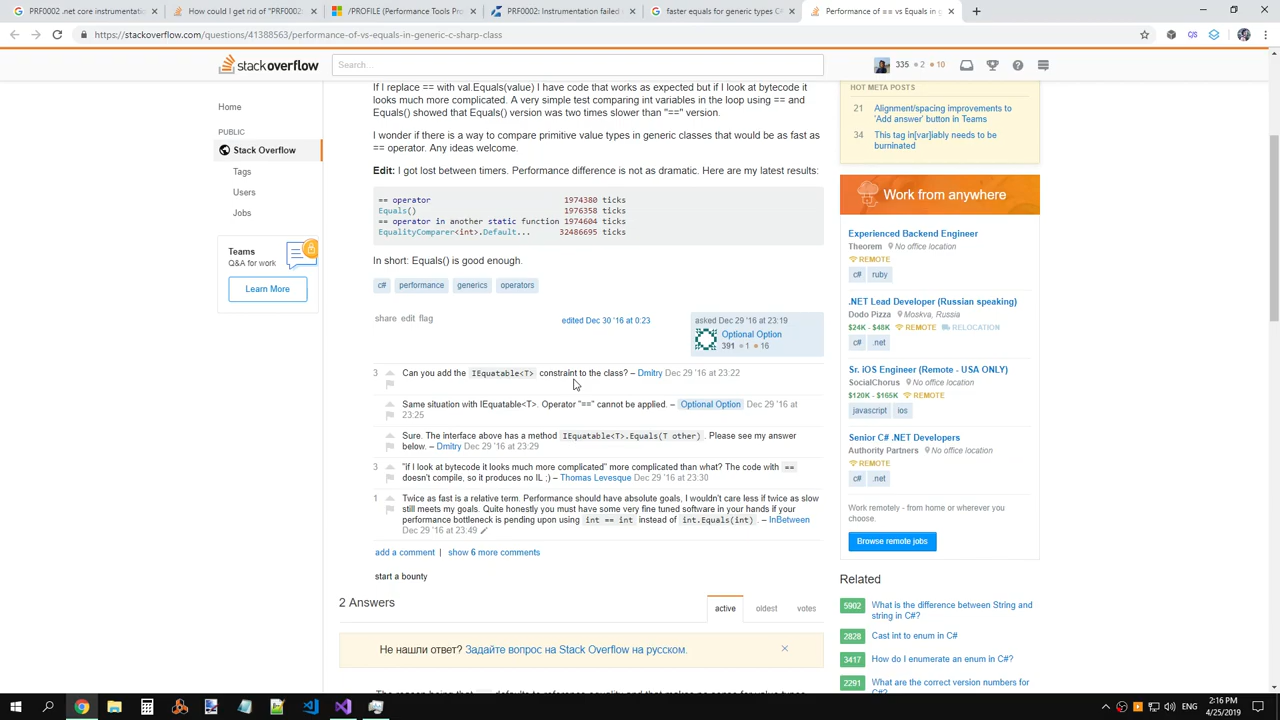 PRF0002.net instrumentation
How could I get rid of "Overflow
/PROFILE (Performance Tools Pro
PRF0002: Instrumentation failed
faster equals for generic types C
Performance of == vs Equals in g
https://stackoverflow.com/questions/41388563/performance-of-vs-equals-in-generic-c-sharp-class
stackoverflow
Search...
335 2 10
Home
PUBLIC
Stack Overflow
Tags
Users
Jobs
Teams
Q&A for work
Learn More
If I replace == with val.Equals(value) I have code that works as expected but if I look at bytecode it
looks much more complicated. A very simple test comparing int variables in the loop using == and
Equals() showed that Equals() version was two times slower than "==" version.
I wonder if there is a way to compare primitive value types in generic classes that would be as fast as
== operator. Any ideas welcome.
Edit: I got lost between timers. Performance difference is not as dramatic. Here are my latest results:
== operator 1974380 ticks
Equals() 1976358 ticks
== operator in another static function 1974604 ticks
EqualityComparer<int>.Default... 32486695 ticks
In short: Equals() is good enough.
c# performance generics operators
share edit flag
edited Dec 30 '16 at 0:23
asked Dec 29 '16 at 23:19
Optional Option
391 1 16
3 Can you add the IEquatable<T> constraint to the class? – Dmitry Dec 29 '16 at 23:22
Same situation with IEquatable<T>. Operator "==" cannot be applied. – Optional Option Dec 29 '16 at
23:25
Sure. The interface above has a method IEquatable<T>.Equals(T other) . Please see my answer
below. – Dmitry Dec 29 '16 at 23:29
3 "if I look at bytecode it looks much more complicated" more complicated than what? The code with ==
doesn't compile, so it produces no IL ;) – Thomas Levesque Dec 29 '16 at 23:30
1 Twice as fast is a relative term. Performance should have absolute goals, I wouldn't care less if twice as slow
still meets my goals. Quite honestly you must have some very fine tuned software in your hands if your
performance bottleneck is pending upon using int == int instead of int.Equals(int) . – InBetween
Dec 29 '16 at 23:49
add a comment | show 6 more comments
start a bounty
2 Answers
active oldest votes
Не нашли ответ? Задайте вопрос на Stack Overflow на русском.
HOT META POSTS
21 Alignment/spacing improvements to
'Add answer' button in Teams
34 This tag in[var]iably needs to be
burninated
Work from anywhere
Experienced Backend Engineer
Theorem No office location
REMOTE
c# ruby
.NET Lead Developer (Russian speaking)
Dodo Pizza Moskva, Russia
$24K - $48K REMOTE RELOCATION
c# .net
Sr. iOS Engineer (Remote - USA ONLY)
SocialChorus No office location
$120K - $165K REMOTE
javascript ios
Senior C# .NET Developers
Authority Partners No office location
REMOTE
c# .net
Work remotely - from home or wherever you
choose.
Browse remote jobs
Related
5902 What is the difference between String and
string in C#?
2828 Cast int to enum in C#
3417 How do I enumerate an enum in C#?
2291 What are the correct version numbers for
C#?
ENG
2:16 PM
4/25/2019